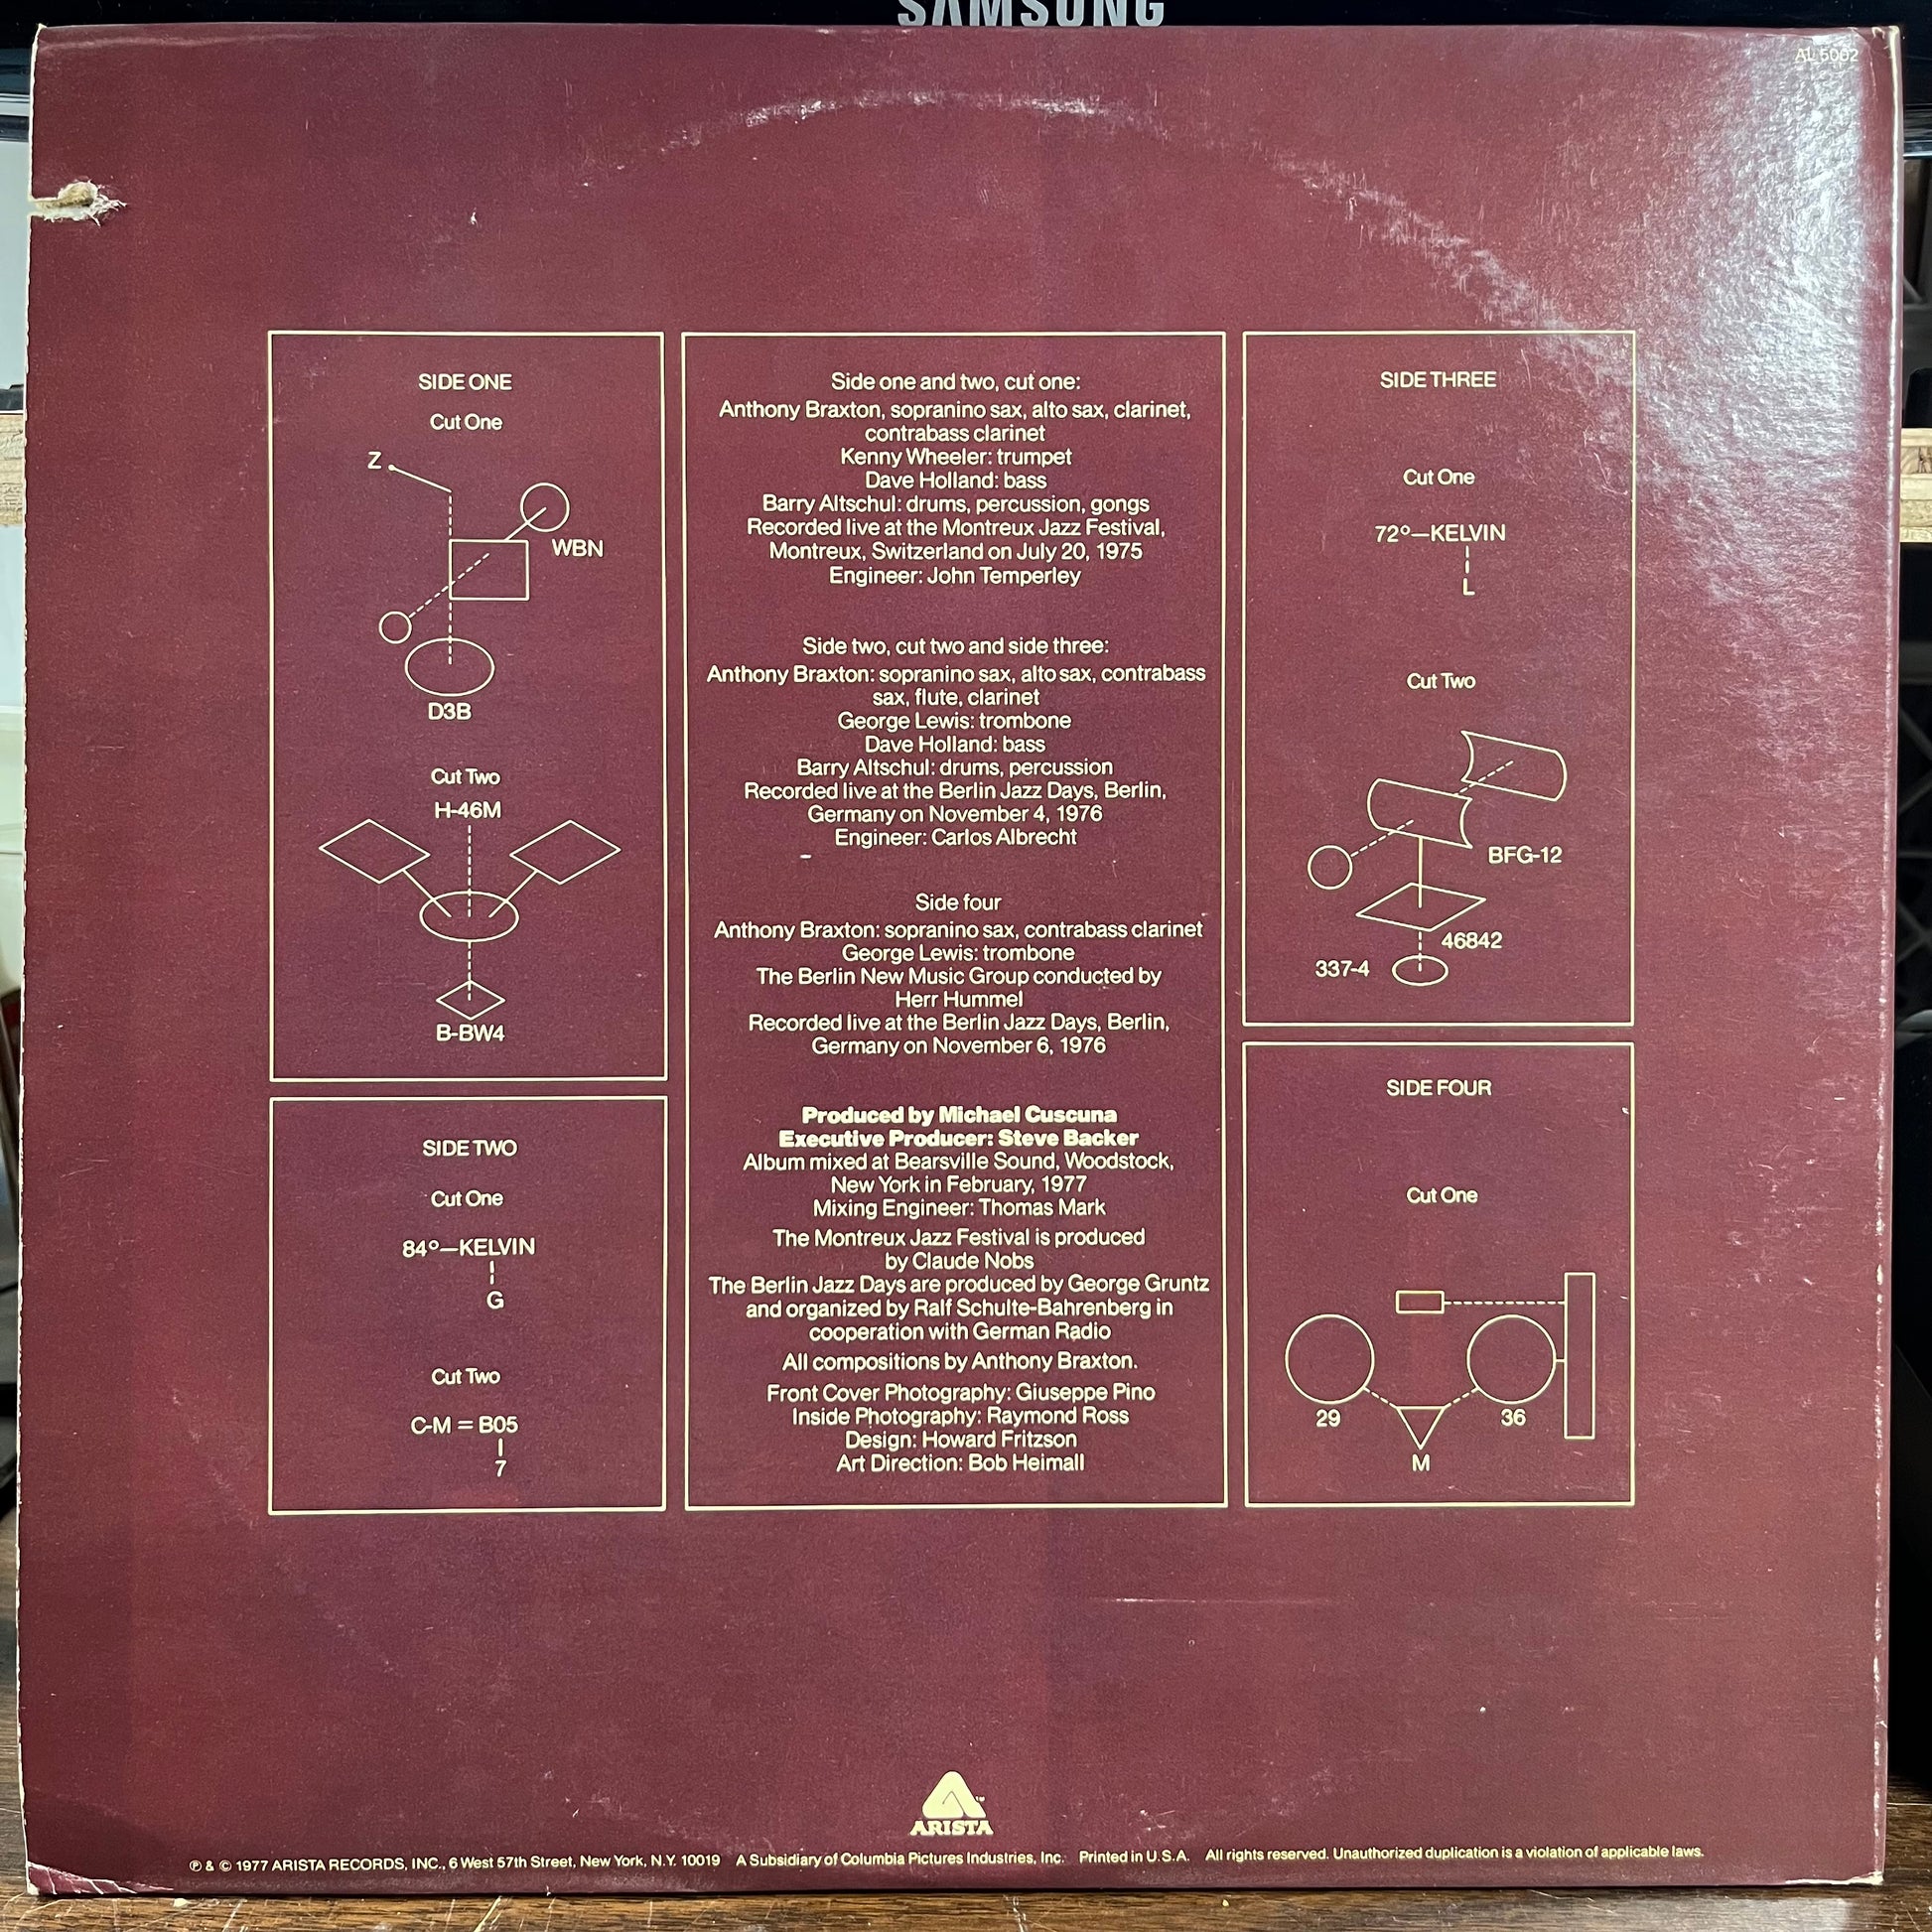 SAMSUNG
AL 5002
SIDE ONE
Cut One
Z
WBN
D3B
Cut Two
H-46M
B-BW4
SIDE TWO
Cut One
84°—KELVIN
G
Cut Two
C-M = B05
7
Side one and two, cut one:
Anthony Braxton, sopranino sax, alto sax, clarinet,
contrabass clarinet
Kenny Wheeler: trumpet
Dave Holland: bass
Barry Altschul: drums, percussion, gongs
Recorded live at the Montreux Jazz Festival,
Montreux, Switzerland on July 20, 1975
Engineer: John Temperley
Side two, cut two and side three:
Anthony Braxton: sopranino sax, alto sax, contrabass
sax, flute, clarinet
George Lewis: trombone
Dave Holland: bass
Barry Altschul: drums, percussion
Recorded live at the Berlin Jazz Days, Berlin,
Germany on November 4, 1976
Engineer: Carlos Albrecht
Side four
Anthony Braxton: sopranino sax, contrabass clarinet
George Lewis: trombone
The Berlin New Music Group conducted by
Herr Hummel
Recorded live at the Berlin Jazz Days, Berlin,
Germany on November 6, 1976
Produced by Michael Cuscuna
Executive Producer: Steve Backer
Album mixed at Bearsville Sound, Woodstock,
New York in February, 1977
Mixing Engineer: Thomas Mark
The Montreux Jazz Festival is produced
by Claude Nobs
The Berlin Jazz Days are produced by George Gruntz
and organized by Ralf Schulte-Bahrenberg in
cooperation with German Radio
All compositions by Anthony Braxton.
Front Cover Photography: Giuseppe Pino
Inside Photography: Raymond Ross
Design: Howard Fritzson
Art Direction: Bob Heimall
SIDE THREE
Cut One
72°—KELVIN
L
Cut Two
BFG-12
46842
337-4
SIDE FOUR
Cut One
29
36
M
ARISTA™
℗ & © 1977 ARISTA RECORDS, INC., 6 West 57th Street, New York, N.Y. 10019 A Subsidiary of Columbia Pictures Industries, Inc. Printed in U.S.A. All rights reserved. Unauthorized duplication is a violation of applicable laws.